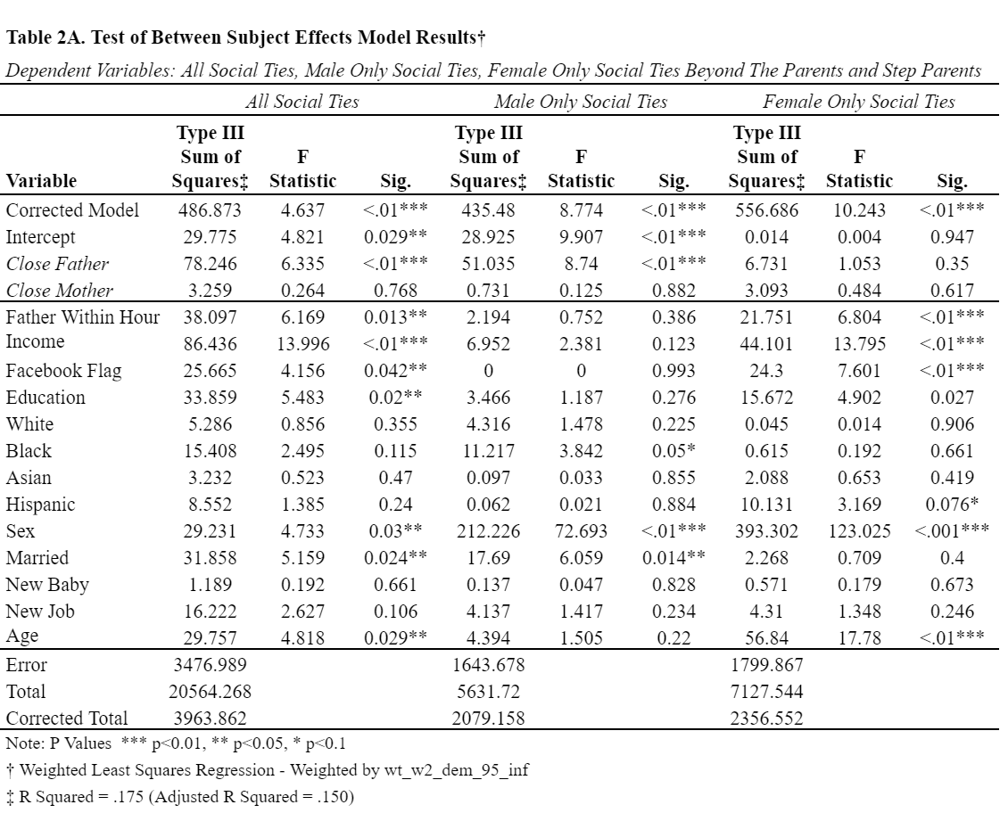 Table 2A. Test of Between Subject Effects Model Results†
Dependent Variables: All Social Ties, Male Only Social Ties, Female Only Social Ties Beyond The Parents and Step Parents
All Social Ties Male Only Social Ties Female Only Social Ties
Type III Type III Type III
Sum of F Sum of F Sum of F
Variable Squares‡ Statistic Sig. Squares‡ Statistic Sig. Squares‡ Statistic Sig.
Corrected Model 486.873 4.637 <.01*** 435.48 8.774 <.01*** 556.686 10.243 <.01***
Intercept 29.775 4.821 0.029** 28.925 9.907 <.01*** 0.014 0.004 0.947
Close Father 78.246 6.335 <.01*** 51.035 8.74 <.01*** 6.731 1.053 0.35
Close Mother 3.259 0.264 0.768 0.731 0.125 0.882 3.093 0.484 0.617
Father Within Hour 38.097 6.169 0.013** 2.194 0.752 0.386 21.751 6.804 <.01***
Income 86.436 13.996 <.01*** 6.952 2.381 0.123 44.101 13.795 <.01***
Facebook Flag 25.665 4.156 0.042** 0 0 0.993 24.3 7.601 <.01***
Education 33.859 5.483 0.02** 3.466 1.187 0.276 15.672 4.902 0.027
White 5.286 0.856 0.355 4.316 1.478 0.225 0.045 0.014 0.906
Black 15.408 2.495 0.115 11.217 3.842 0.05* 0.615 0.192 0.661
Asian 3.232 0.523 0.47 0.097 0.033 0.855 2.088 0.653 0.419
Hispanic 8.552 1.385 0.24 0.062 0.021 0.884 10.131 3.169 0.076*
Sex 29.231 4.733 0.03** 212.226 72.693 <.01*** 393.302 123.025 <.001***
Married 31.858 5.159 0.024** 17.69 6.059 0.014** 2.268 0.709 0.4
New Baby 1.189 0.192 0.661 0.137 0.047 0.828 0.571 0.179 0.673
New Job 16.222 2.627 0.106 4.137 1.417 0.234 4.31 1.348 0.246
Age 29.757 4.818 0.029** 4.394 1.505 0.22 56.84 17.78 <.01***
Error 3476.989 1643.678 1799.867
Total 20564.268 5631.72 7127.544
Corrected Total 3963.862 2079.158 2356.552
Note: P Values *** p<0.01, ** p<0.05, * p<0.1
† Weighted Least Squares Regression - Weighted by wt_w2_dem_95_inf
‡ R Squared = .175 (Adjusted R Squared = .150)